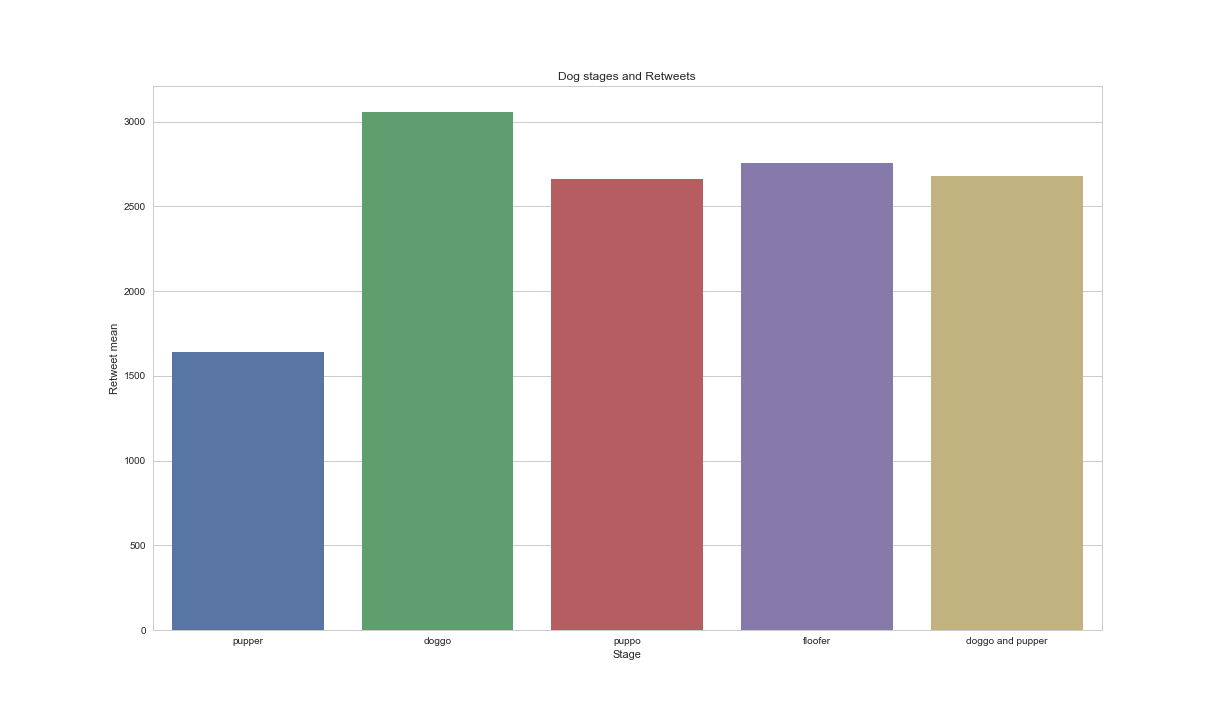 Dog stages and Retweets
3000
2500
2000
1500
1000
500
0
Retweet mean
pupper doggo puppo floofer doggo and pupper
Stage